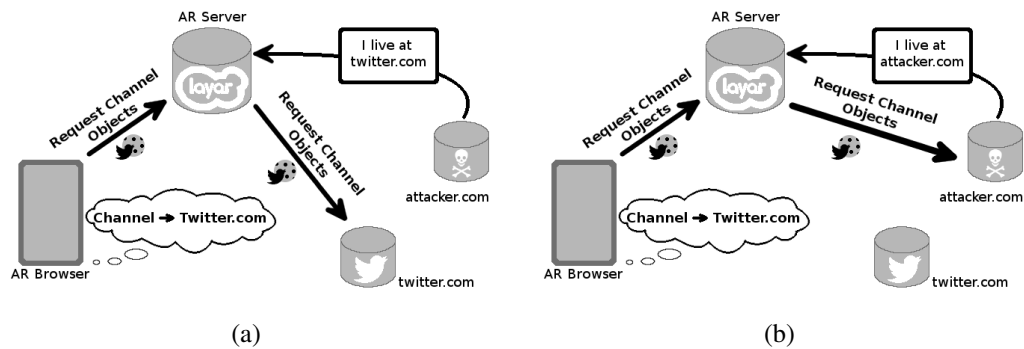 AR Server
I live at
twitter.com
layar
Request Channel
Objects
Request Channel
Objects
attacker.com
Channel → Twitter.com
AR Browser
twitter.com
(a)
AR Server
I live at
attacker.com
layar
Request Channel
Objects
Request Channel
Objects
attacker.com
Channel → Twitter.com
AR Browser
twitter.com
(b)